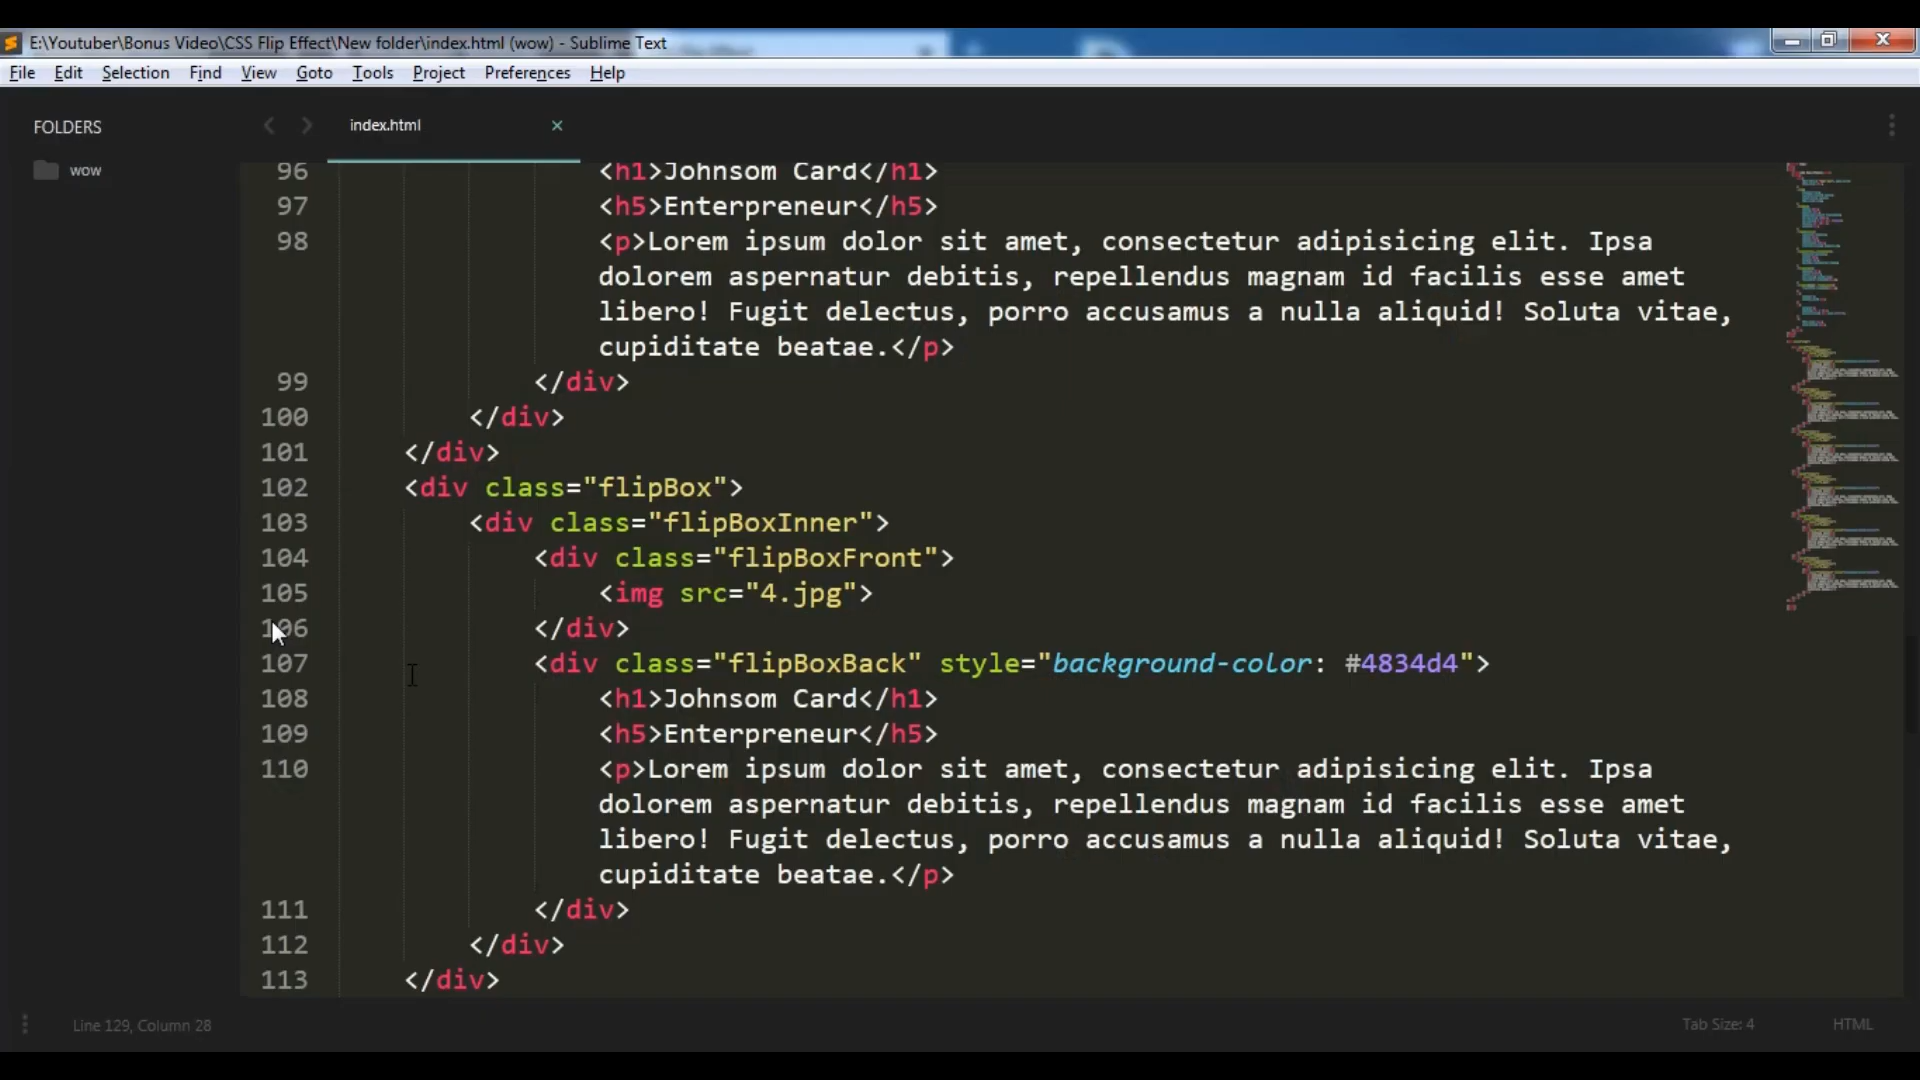 E:\Youtuber\Bonus Video\CSS Flip Effect\New folder\index.html (wow) - Sublime Text
File Edit Selection Find View Goto Tools Project Preferences Help
FOLDERS
wow
index.html
96 <h1>Johnsom Card</h1>
97 <h5>Enterpreneur</h5>
98 <p>Lorem ipsum dolor sit amet, consectetur adipisicing elit. Ipsa
dolorem aspernatur debitis, repellendus magnam id facilis esse amet
libero! Fugit delectus, porro accusamus a nulla aliquid! Soluta vitae,
cupiditate beatae.</p>
99 </div>
100 </div>
101 </div>
102 <div class="flipBox">
103 <div class="flipBoxInner">
104 <div class="flipBoxFront">
105 <img src="4.jpg">
106 </div>
107 <div class="flipBoxBack" style="background-color: #4834d4">
108 <h1>Johnsom Card</h1>
109 <h5>Enterpreneur</h5>
110 <p>Lorem ipsum dolor sit amet, consectetur adipisicing elit. Ipsa
dolorem aspernatur debitis, repellendus magnam id facilis esse amet
libero! Fugit delectus, porro accusamus a nulla aliquid! Soluta vitae,
cupiditate beatae.</p>
111 </div>
112 </div>
113 </div>
Line 129, Column 28
Tab Size: 4
HTML